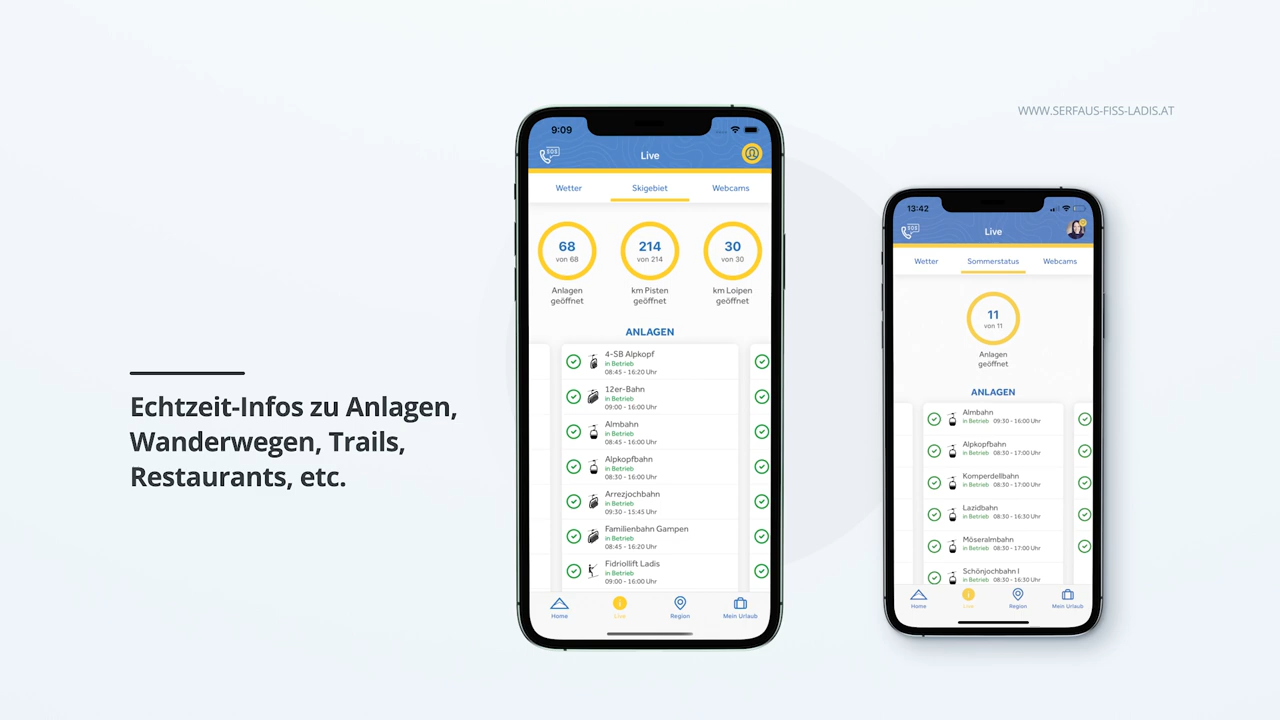 WWW.SERFAUS-FISS-LADIS.AT
Echtzeit-Infos zu Anlagen,
Wanderwegen, Trails,
Restaurants, etc.
9:09
SOS
Live
Wetter Skigebiet Webcams
68 214 30
von 68 von 214 von 30
Anlagen km Pisten km Loipen
geöffnet geöffnet geöffnet
ANLAGEN
4-SB Alpkopf
in Betrieb
08:45 - 16:20 Uhr
12er-Bahn
in Betrieb
09:00 - 16:00 Uhr
Almbahn
in Betrieb
08:45 - 16:00 Uhr
Alpkopfbahn
in Betrieb
08:30 - 16:00 Uhr
Arrezjochbahn
in Betrieb
09:30 - 15:45 Uhr
Familienbahn Gampen
in Betrieb
08:45 - 16:20 Uhr
Fidriollift Ladis
in Betrieb
09:00 - 16:00 Uhr
Home Live Region Mein Urlaub
13:42
SOS
Live
Wetter Sommerstatus Webcams
11
von 11
Anlagen
geöffnet
ANLAGEN
Almbahn
in Betrieb 09:30 - 16:00 Uhr
Alpkopfbahn
in Betrieb 08:30 - 17:00 Uhr
Komperdellbahn
in Betrieb 08:30 - 17:00 Uhr
Lazidbahn
in Betrieb 08:30 - 16:30 Uhr
Möseralmbahn
in Betrieb 08:30 - 17:00 Uhr
Schönjochbahn I
in Betrieb 08:30 - 16:30 Uhr
Home Live Region Mein Urlaub